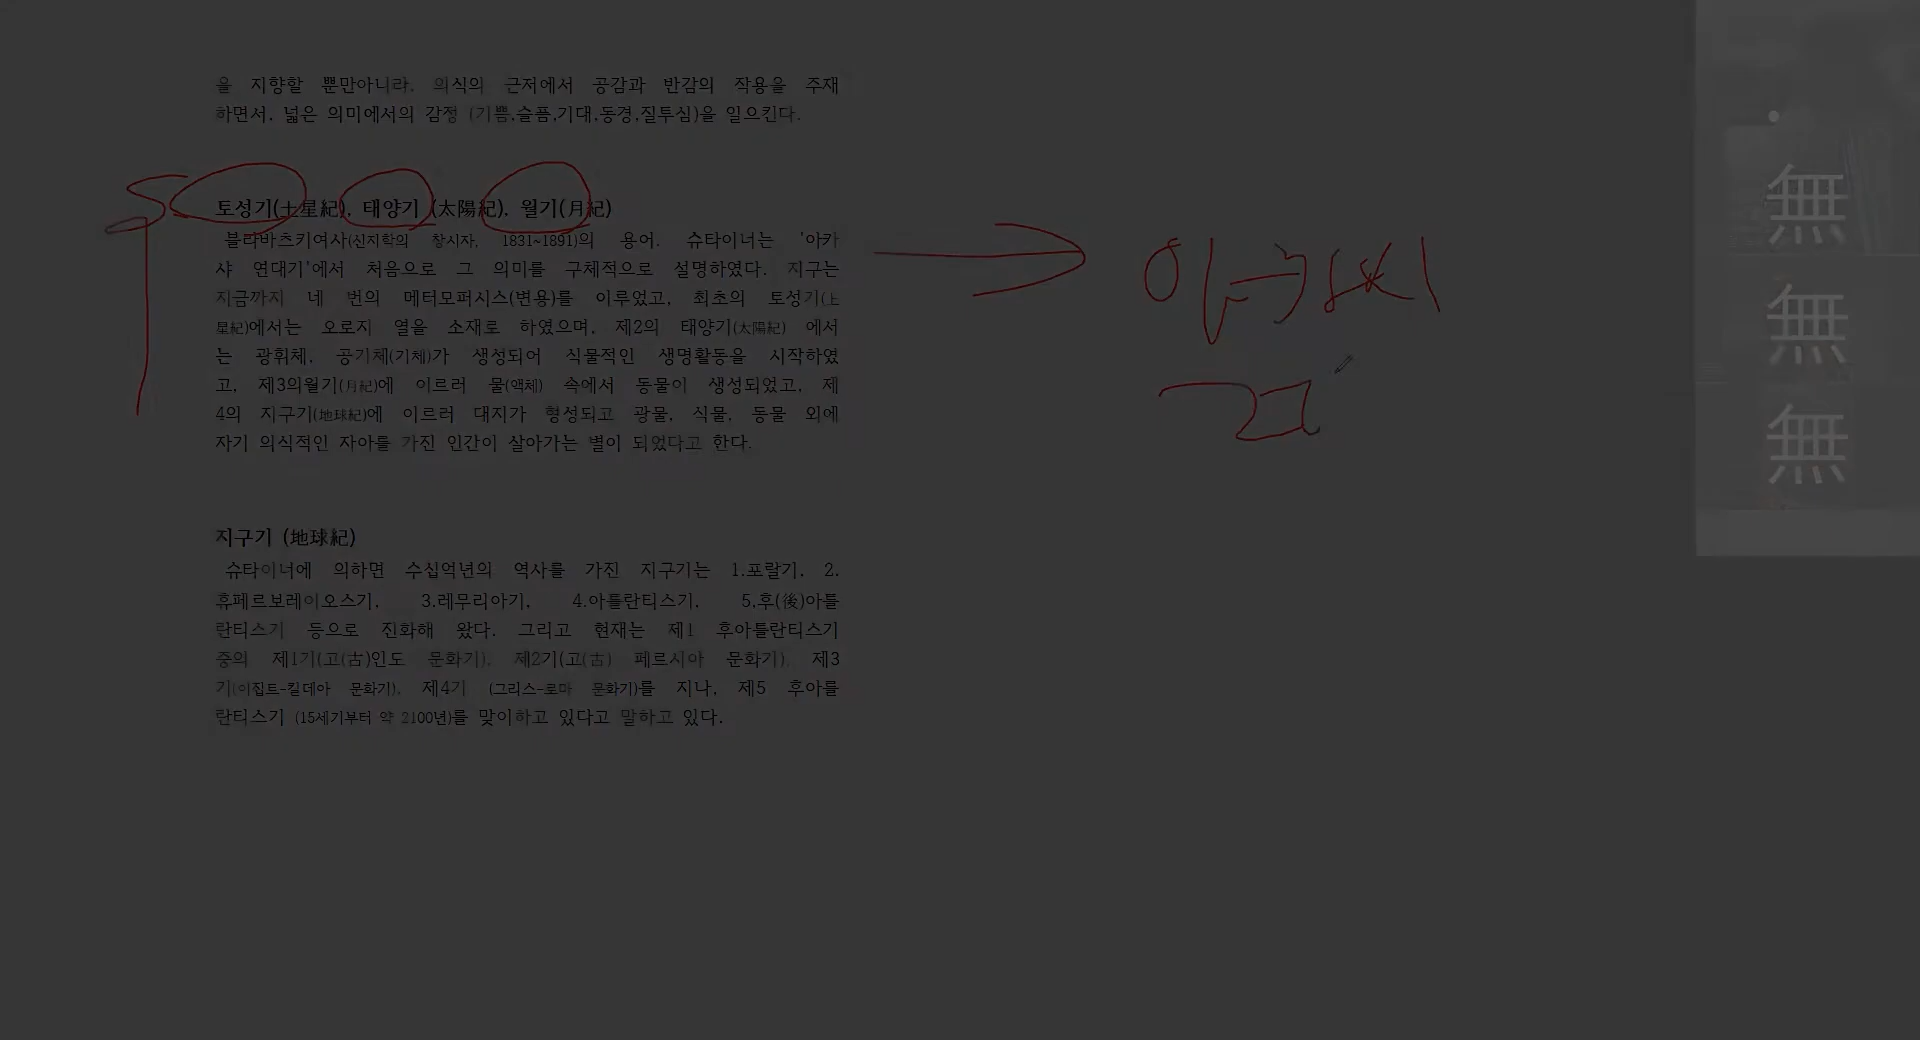 을 지향할 뿐만아니라, 의식의 근저에서 공감과 반감의 작용을 주재
하면서, 넓은 의미에서의 감정 (기쁨,슬픔,기대,동경,질투심)을 일으킨다.
토성기(土星紀), 태양기 (太陽紀), 월기(月紀)
블라바츠키여사(신지학의 창시자, 1831~1891)의 용어. 슈타이너는 '아카
샤 연대기'에서 처음으로 그 의미를 구체적으로 설명하였다. 지구는
지금까지 네 번의 메터모퍼시스(변용)를 이루었고, 최초의 토성기(土
星紀)에서는 오로지 열을 소재로 하였으며, 제2의 태양기(太陽紀) 에서
는 광휘체, 공기체(기체)가 생성되어 식물적인 생명활동을 시작하였
고, 제3의월기(月紀)에 이르러 물(액체) 속에서 동물이 생성되었고, 제
4의 지구기(地球紀)에 이르러 대지가 형성되고 광물, 식물, 동물 외에
자기 의식적인 자아를 가진 인간이 살아가는 별이 되었다고 한다.
지구기 (地球紀)
슈타이너에 의하면 수십억년의 역사를 가진 지구기는 1.포랄기, 2.
휴페르보레이오스기, 3.레무리아기, 4.아틀란티스기, 5.후(後)아틀
란티스기 등으로 진화해 왔다. 그리고 현재는 제1 후아틀란티스기
중의 제1기(고(古)인도 문화기), 제2기(고(古) 페르시아 문화기), 제3
기(이집트-킬데아 문화기), 제4기 (그리스-로마 문화기)를 지나, 제5 후아틀
란티스기 (15세기부터 약 2100년)를 맞이하고 있다고 말하고 있다.
無
無
無